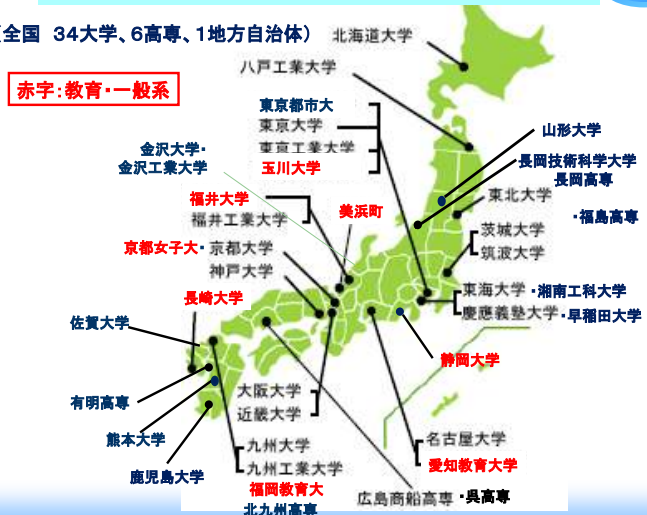 （全国 34大学、6高専、1地方自治体）
赤字：教育・一般系
北海道大学
八戸工業大学
東京都市大
東京大学
東京工業大学
玉川大学
金沢大学・
金沢工業大学
山形大学
長岡技術科学大学
長岡高専
東北大学
・福島高専
福井大学
福井工業大学
美浜町
茨城大学
筑波大学
京都女子大・京都大学
神戸大学
長崎大学
東海大学・湘南工科大学
慶應義塾大学・早稲田大学
佐賀大学
静岡大学
有明高専
大阪大学
近畿大学
熊本大学
名古屋大学
愛知教育大学
九州大学
九州工業大学
福岡教育大
北九州高専
鹿児島大学
広島商船高専・呉高専